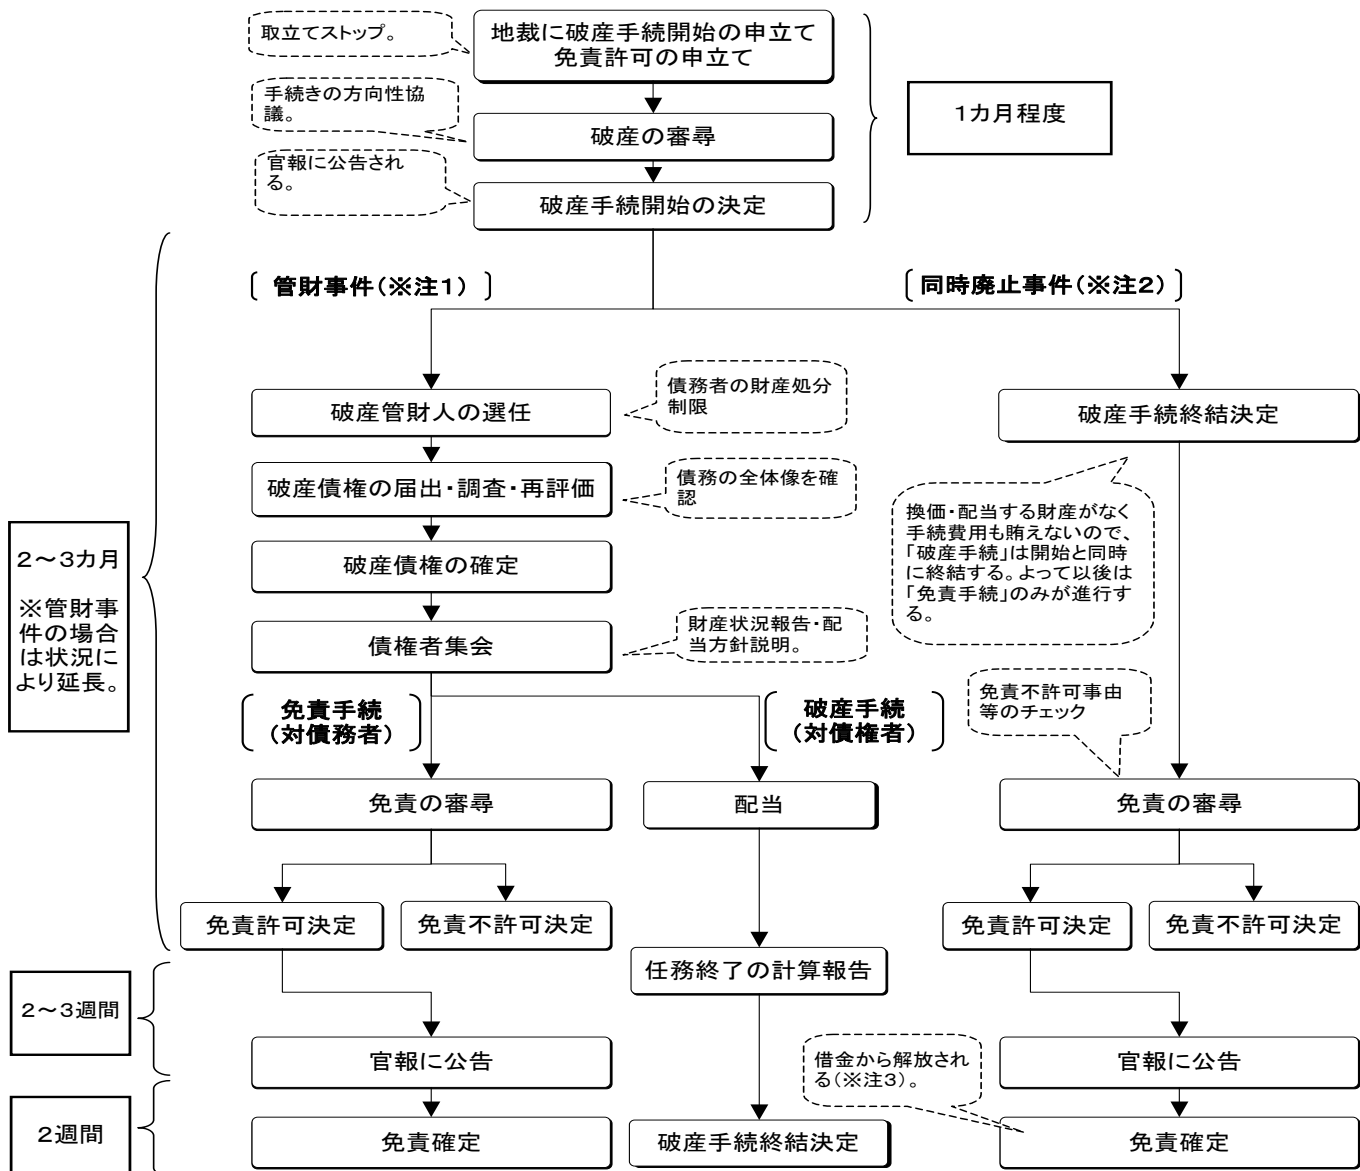 取立てストップ。
地裁に破産手続開始の申立て
免責許可の申立て
手続きの方向性協
議。
破産の審尋
1カ月程度
官報に公告され
る。
破産手続開始の決定
管財事件(※注1)
同時廃止事件(※注2)
破産管財人の選任
債務者の財産処分
制限
破産手続終結決定
破産債権の届出・調査・再評価
債務の全体像を確
認
換価・配当する財産がなく
手続費用も賄えないので、
「破産手続」は開始と同時
に終結する。よって以後は
「免責手続」のみが進行す
る。
破産債権の確定
債権者集会
財産状況報告・配
当方針説明。
2~3カ月
※管財事
件の場合
は状況に
より延長。
免責手続
(対債務者)
破産手続
(対債権者)
免責不許可事由
等のチェック
免責の審尋
配当
免責の審尋
免責許可決定
免責不許可決定
免責許可決定
免責不許可決定
任務終了の計算報告
2~3週間
官報に公告
借金から解放され
る(※注3)。
官報に公告
2週間
免責確定
破産手続終結決定
免責確定